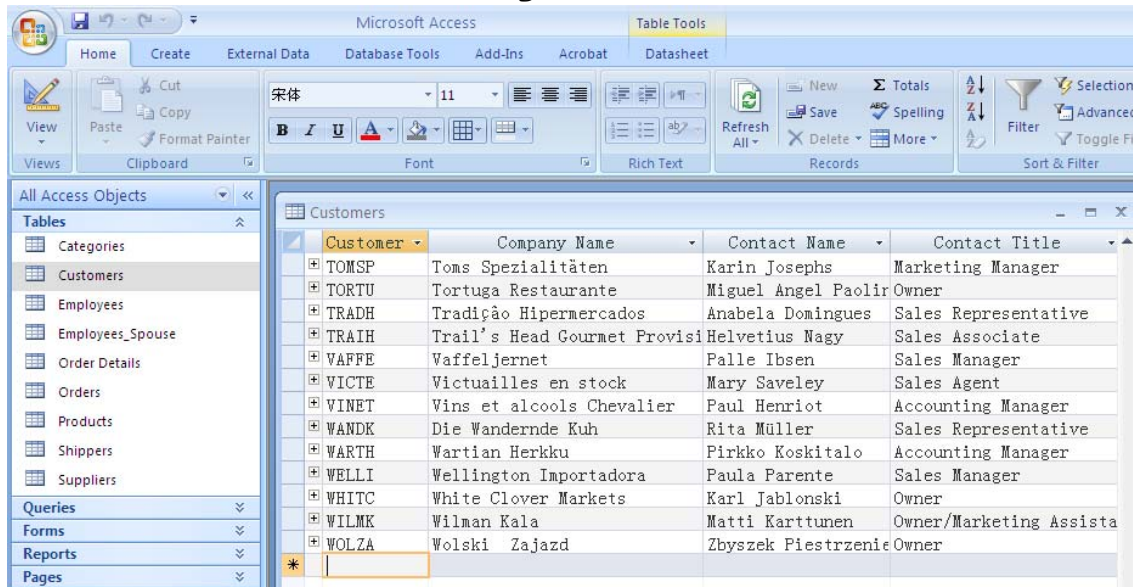 Microsoft Access
Table Tools
Home Create External Data Database Tools Add-Ins Acrobat Datasheet
View Paste Cut Copy Format Painter
宋体 11
B I U A
ab
Refresh All New Save Delete Σ Totals ABC Spelling More
A Z Z A A Z Filter Selection Advanced Toggle Fi
Views Clipboard Font Rich Text Records Sort & Filter
All Access Objects
Tables
Categories
Customers
Employees
Employees_Spouse
Order Details
Orders
Products
Shippers
Suppliers
Queries
Forms
Reports
Pages
Customers
Customer Company Name Contact Name Contact Title
TOMSP Toms Spezialitäten Karin Josephs Marketing Manager
TORTU Tortuga Restaurante Miguel Angel Paolir Owner
TRADH Tradição Hipermercados Anabela Domingues Sales Representative
TRAIH Trail's Head Gourmet Provisi Helvetius Nagy Sales Associate
VAFFE Vaffeljernet Palle Ibsen Sales Manager
VICTE Victuailles en stock Mary Saveley Sales Agent
VINET Vins et alcools Chevalier Paul Henriot Accounting Manager
WANDK Die Wandernde Kuh Rita Müller Sales Representative
WARTH Wartian Herkku Pirkko Koskitalo Accounting Manager
WELLI Wellington Importadora Paula Parente Sales Manager
WHITC White Clover Markets Karl Jablonski Owner
WILMK Wilman Kala Matti Karttunen Owner/Marketing Assista
WOLZA Wolski Zajazd Zbyszek Piestrzenie Owner